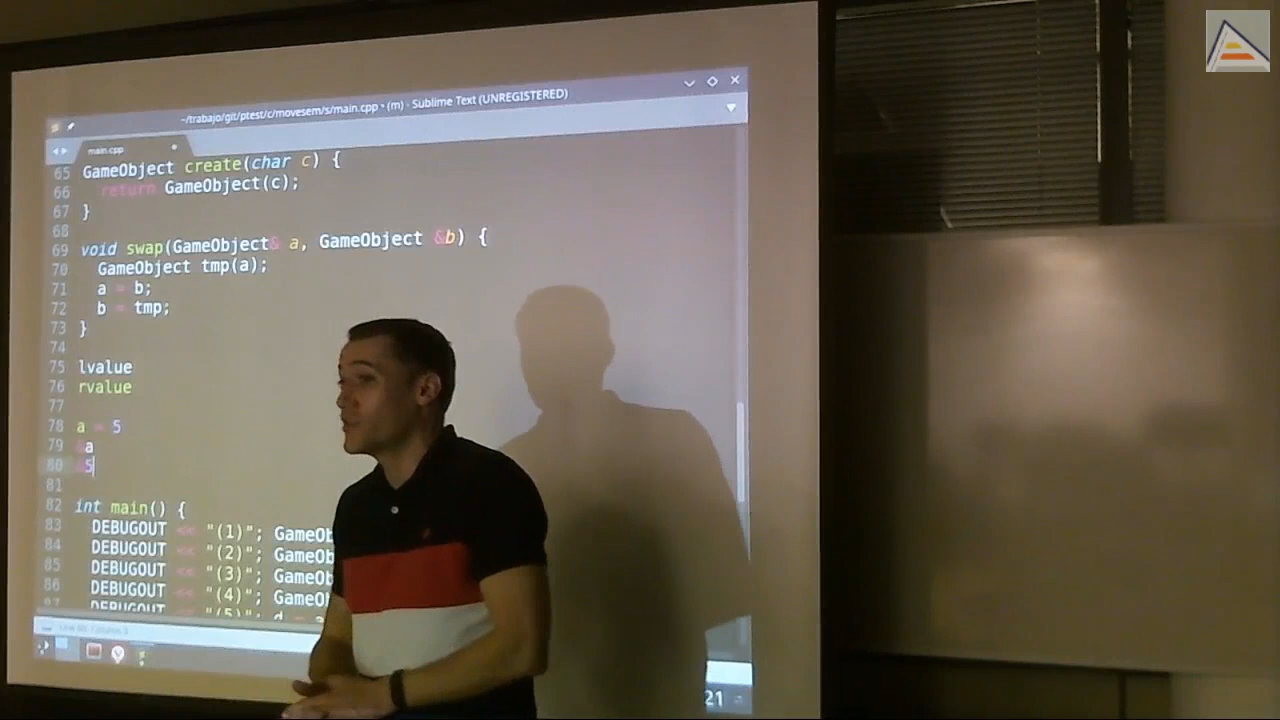 ~/trabajo/git/ptest/c/movesem/s/main.cpp • (m) - Sublime Text (UNREGISTERED)
main.cpp
65 GameObject create(char c) {
66 return GameObject(c);
67 }
68
69 void swap(GameObject& a, GameObject &b) {
70 GameObject tmp(a);
71 a = b;
72 b = tmp;
73 }
74
75 lvalue
76 rvalue
77
78 a = 5
79 &a
80 &5
81
82 int main() {
83 DEBUGOUT << "(1)"; GameOb
84 DEBUGOUT << "(2)"; GameOb
85 DEBUGOUT << "(3)"; GameOb
86 DEBUGOUT << "(4)"; GameOb
87 DEBUGOUT << "(5)"; d = a
21